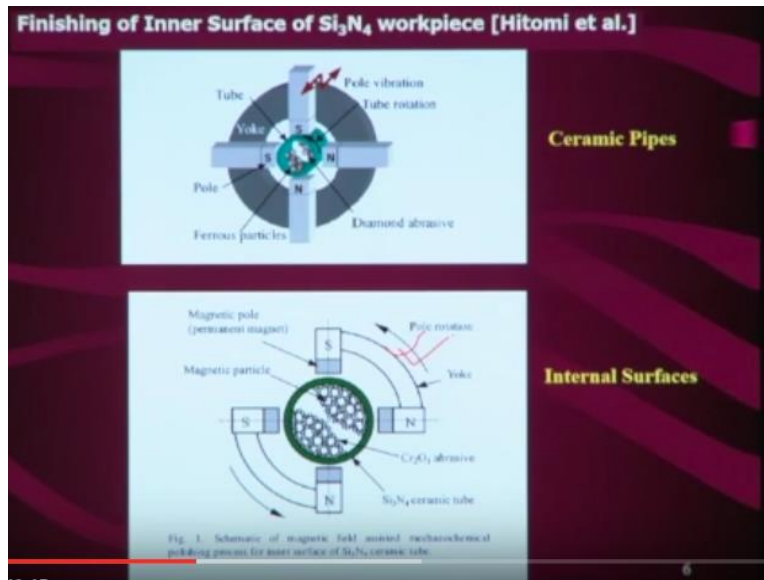 Finishing of Inner Surface of Si₃N₄ workpiece [Hitomi et al.]
Pole vibration
Tube
Tube rotation
Yoke
S
S
N
Pole
N
Diamond abrasive
Ferrous particles
Ceramic Pipes
Magnetic pole
(permanent magnet)
Pole rotation
S
Magnetic particle
Yoke
S
N
Cr₂O₃ abrasive
N
Si₃N₄ ceramic tube
Fig. 1. Schematic of magnetic field assisted mechanochemical
polishing process for inner surface of Si₃N₄ ceramic tube.
Internal Surfaces
6